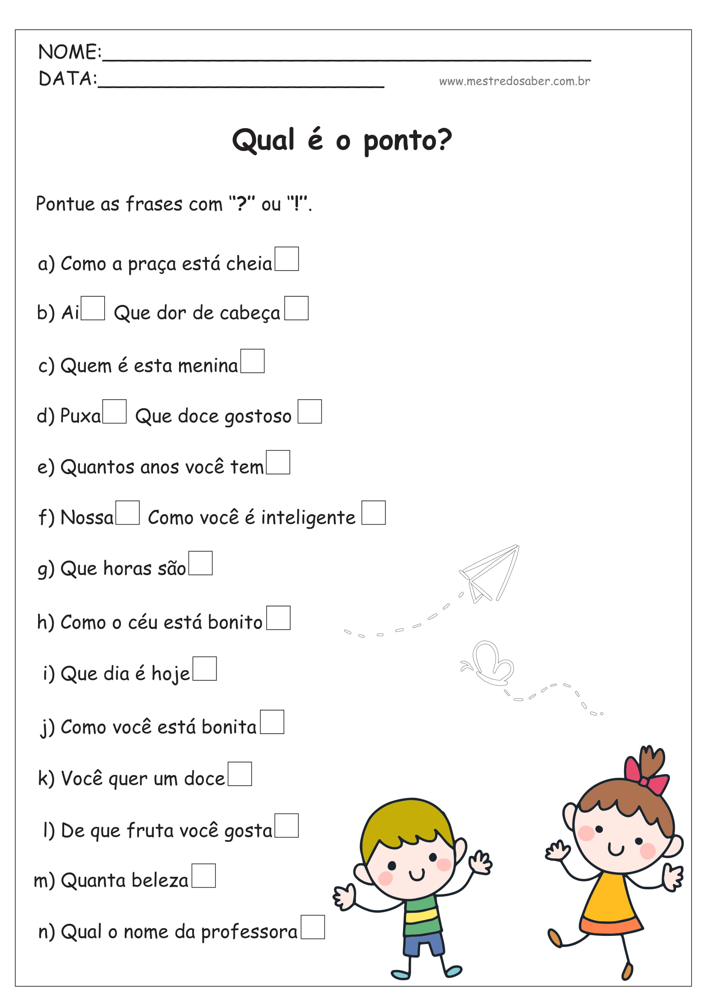 NOME:
DATA:
www.mestredosaber.com.br
Qual é o ponto?
Pontue as frases com “?” ou “!”.
a) Como a praça está cheia
b) Ai Que dor de cabeça
c) Quem é esta menina
d) Puxa Que doce gostoso
e) Quantos anos você tem
f) Nossa Como você é inteligente
g) Que horas são
h) Como o céu está bonito
i) Que dia é hoje
j) Como você está bonita
k) Você quer um doce
l) De que fruta você gosta
m) Quanta beleza
n) Qual o nome da professora